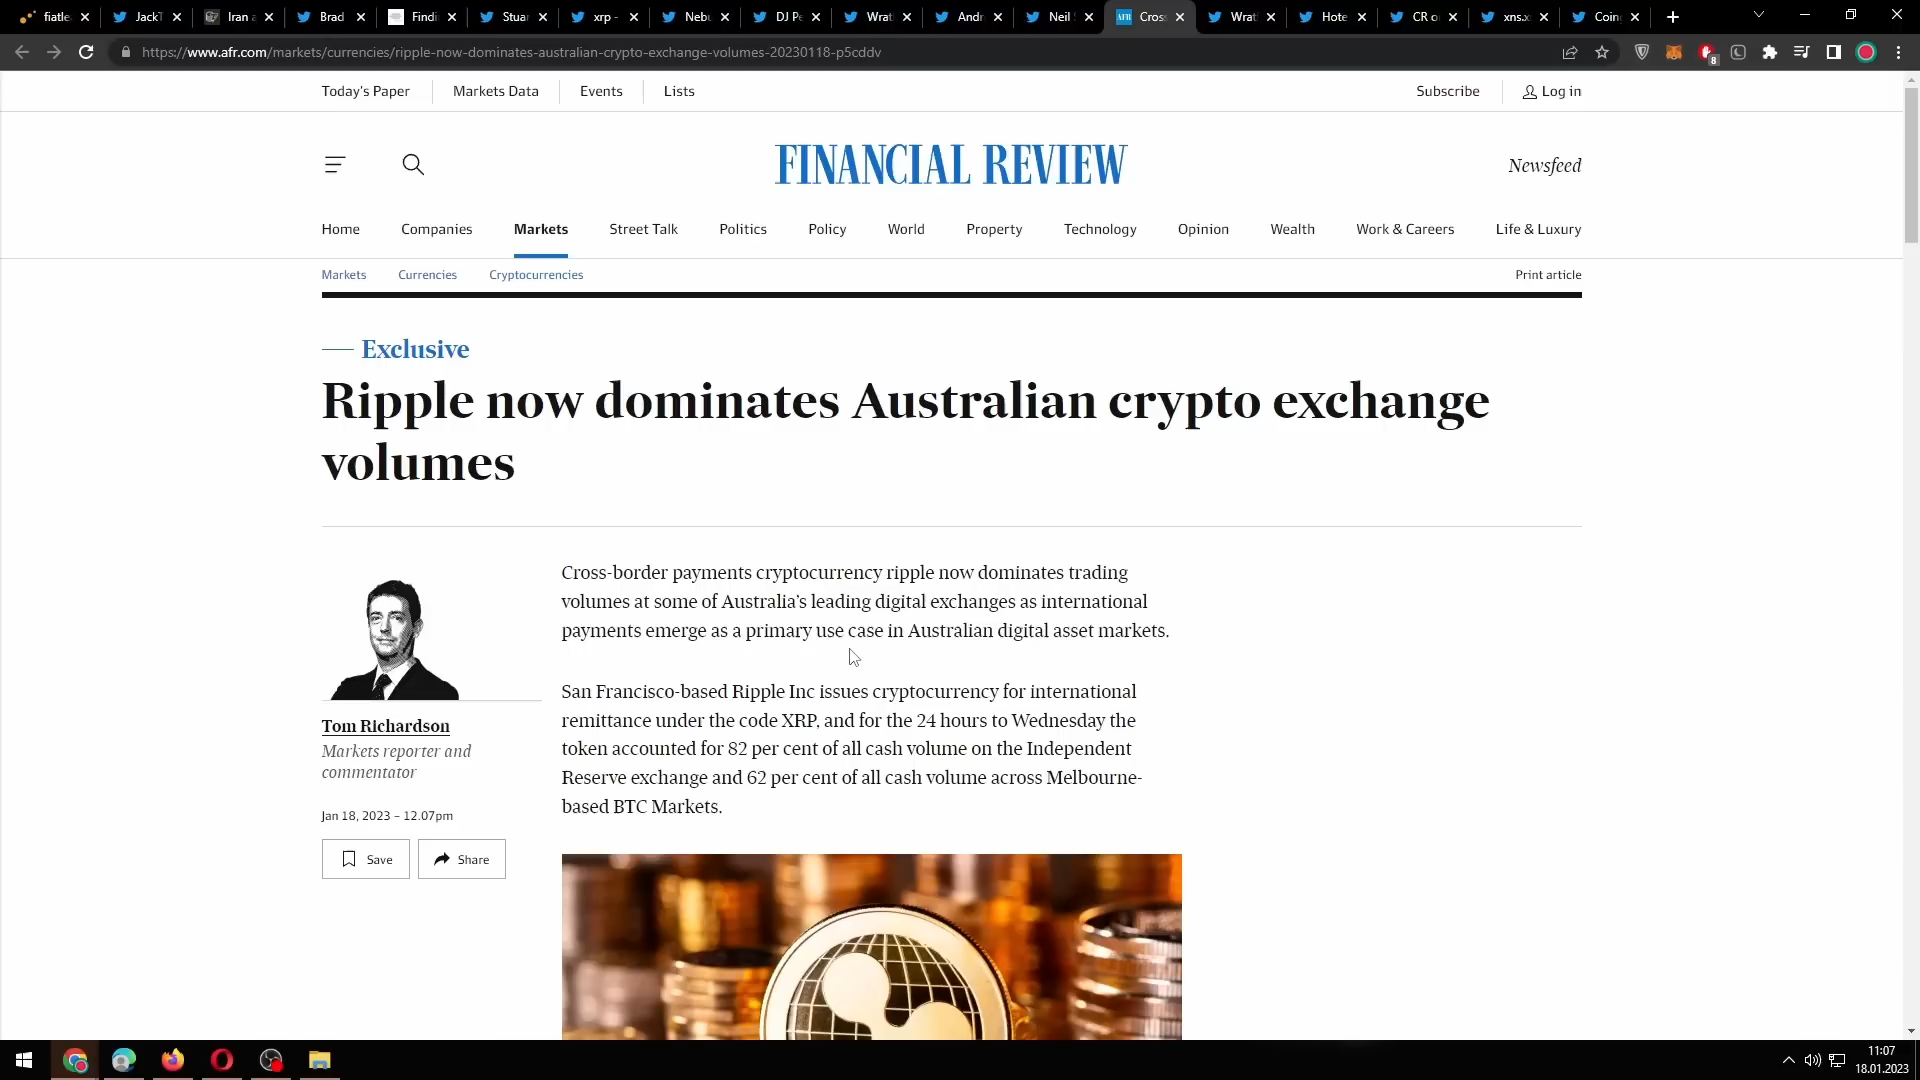 fiatle
JackT
Iran a
Brad
Findi
Stuar
xrp -
Nebu
DJ Pe
Wrat
Andr
Neil S
Cross
Wrat
Hote
CR o
xns.x
Coin
https://www.afr.com/markets/currencies/ripple-now-dominates-australian-crypto-exchange-volumes-20230118-p5cddv
8
Today's Paper
Markets Data
Events
Lists
Subscribe
Log in
FINANCIAL REVIEW
Newsfeed
Home
Companies
Markets
Street Talk
Politics
Policy
World
Property
Technology
Opinion
Wealth
Work & Careers
Life & Luxury
Markets
Currencies
Cryptocurrencies
Print article
Exclusive
Ripple now dominates Australian crypto exchange
volumes
Cross-border payments cryptocurrency ripple now dominates trading
volumes at some of Australia’s leading digital exchanges as international
payments emerge as a primary use case in Australian digital asset markets.
San Francisco-based Ripple Inc issues cryptocurrency for international
remittance under the code XRP, and for the 24 hours to Wednesday the
token accounted for 82 per cent of all cash volume on the Independent
Reserve exchange and 62 per cent of all cash volume across Melbourne-
based BTC Markets.
Tom Richardson
Markets reporter and
commentator
Jan 18, 2023 – 12.07pm
Save
Share
11:07
18.01.2023